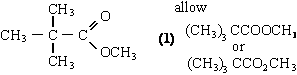 allow
CH₃
O
CH₃ – C – C
OCH₃
CH₃
(1)
(CH₃)₃ CCOOCH₃
or
(CH₃)₃ CCO₂CH₃